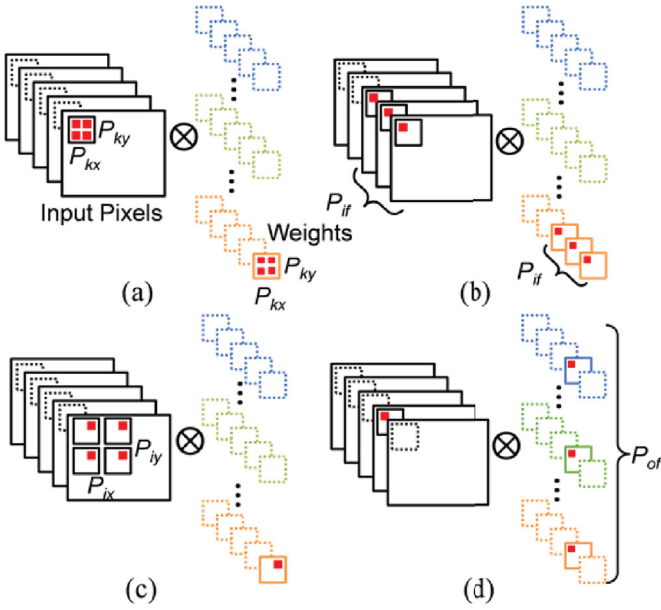 P_ky
P_kx
Input Pixels
Weights
P_ky
P_kx
(a)
P_if
P_if
(b)
P_iy
P_ix
(c)
P_of
(d)